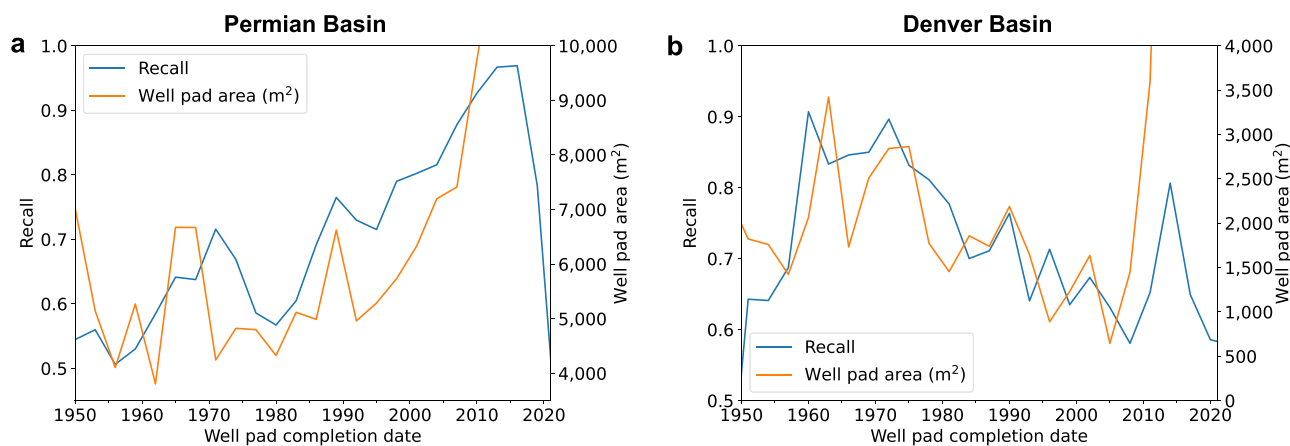 Permian Basin
a
1.0
0.9
0.8
0.7
0.6
0.5
Recall
Recall
Well pad area (m²)
10,000
9,000
8,000
7,000
6,000
5,000
4,000
Well pad area (m²)
1950 1960 1970 1980 1990 2000 2010 2020
Well pad completion date
Denver Basin
b
1.0
0.9
0.8
0.7
0.6
0.5
Recall
Recall
Well pad area (m²)
4,000
3,500
3,000
2,500
2,000
1,500
1,000
500
0
Well pad area (m²)
1950 1960 1970 1980 1990 2000 2010 2020
Well pad completion date